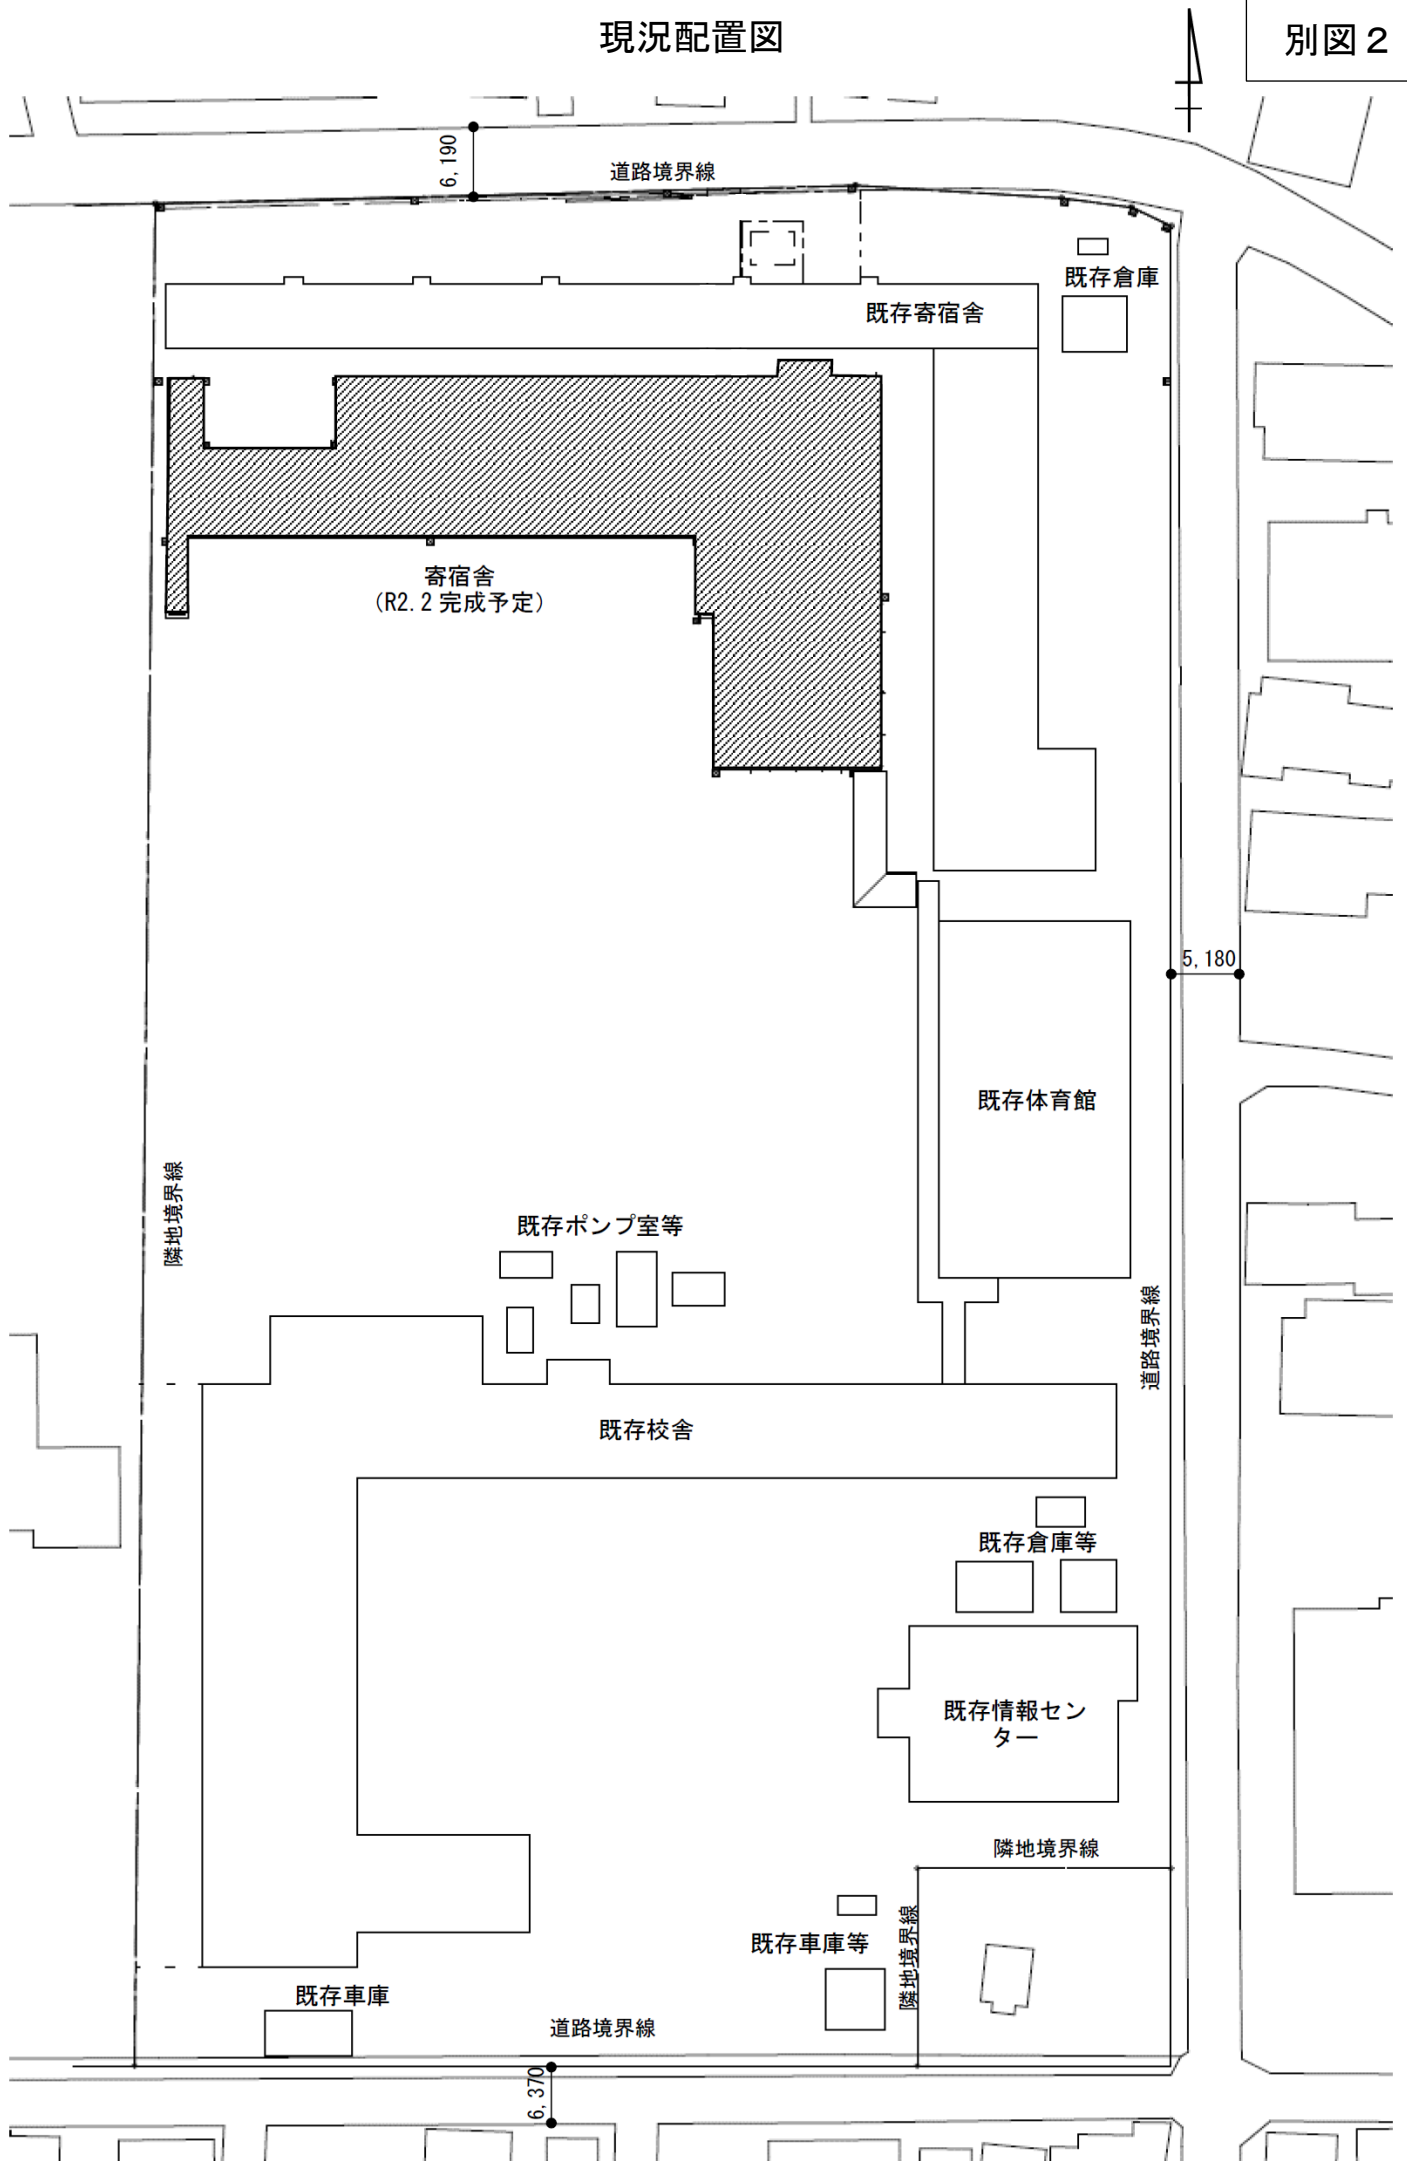 現況配置図
別図２
6,190
道路境界線
既存倉庫
既存寄宿舎
寄宿舎
（R2.2 完成予定）
5,180
既存体育館
隣地境界線
既存ポンプ室等
道路境界線
既存校舎
既存倉庫等
既存情報セン
ター
隣地境界線
隣地境界線
既存車庫等
既存車庫
道路境界線
6,370